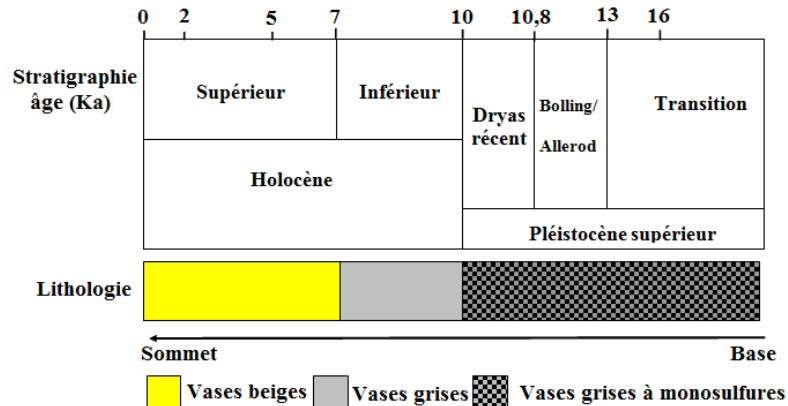 0 2 5 7 10 10,8 13 16
Stratigraphie
âge (Ka)
Supérieur
Inférieur
Dryas
récent
Bolling/
Allerod
Transition
Holocène
Pléistocène supérieur
Lithologie
Sommet
Base
Vases beiges
Vases grises
Vases grises à monosulfures